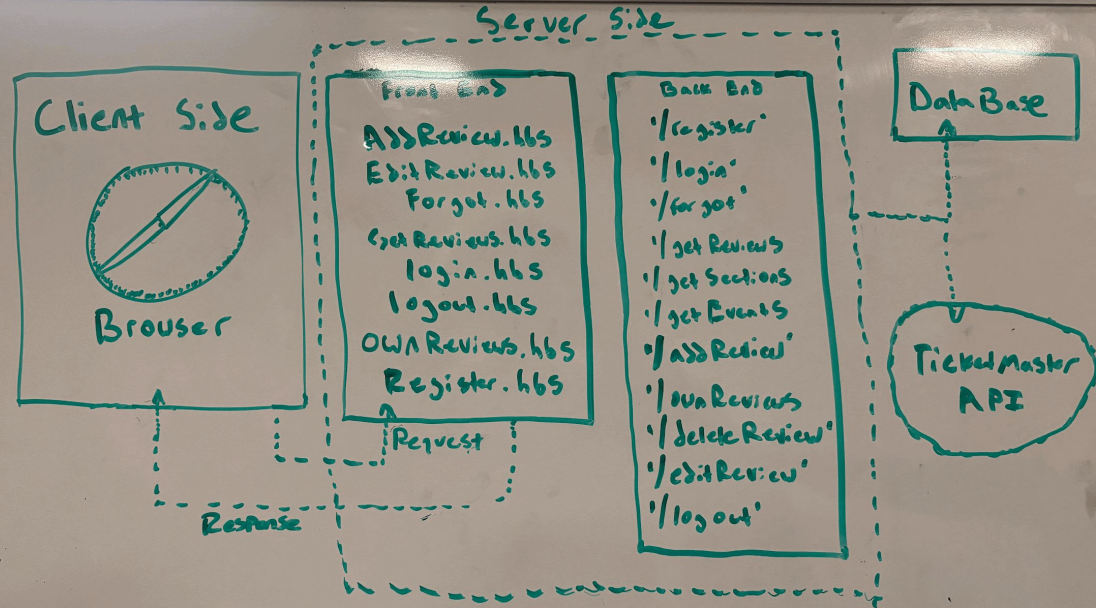 Server Side
Client Side
Browser
Front End
AddReview.hbs
EditReview.hbs
Forgot.hbs
GetReviews.hbs
login.hbs
logout.hbs
OwnReviews.hbs
Register.hbs
Request
Response
Back End
'/register'
'/login'
'/forgot'
'/getReviews
'/getSections
'/getEvents
'/addReview'
'/ownReviews
'/deleteReview'
'/editReview'
'/logout'
DataBase
TicketMaster
API